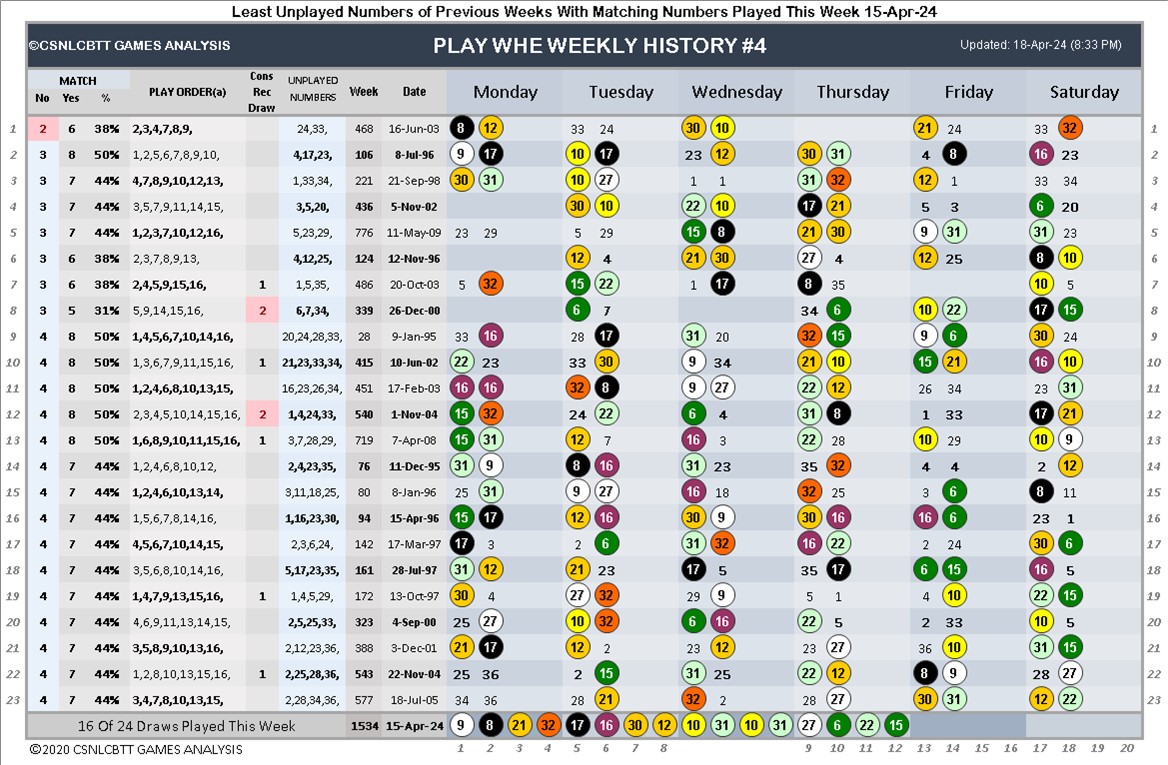 Least Unplayed Numbers of Previous Weeks With Matching Numbers Played This Week 15-Apr-24
©CSNLCBTT GAMES ANALYSIS PLAY WHE WEEKLY HISTORY #4 Updated: 18-Apr-24 (8:33 PM)
MATCH
No Yes % PLAY ORDER(a) Cons Rec Draw UNPLAYED NUMBERS Week Date Monday Tuesday Wednesday Thursday Friday Saturday
1 2 6 38% 2,3,4,7,8,9, 24,33, 468 16-Jun-03 8 12 33 24 30 10 21 24 33 32 1
2 3 8 50% 1,2,5,6,7,8,9,10, 4,17,23, 106 8-Jul-96 9 17 10 17 23 12 30 31 4 8 16 23 2
3 3 7 44% 4,7,8,9,10,12,13, 1,33,34, 221 21-Sep-98 30 31 10 27 1 1 31 32 12 1 33 34 3
4 3 7 44% 3,5,7,9,11,14,15, 3,5,20, 436 5-Nov-02 30 10 22 10 17 21 5 3 6 20 4
5 3 7 44% 1,2,3,7,10,12,16, 5,23,29, 776 11-May-09 23 29 5 29 15 8 21 30 9 31 31 23 5
6 3 6 38% 2,3,7,8,9,13, 4,12,25, 124 12-Nov-96 12 4 21 30 27 4 12 25 8 10 6
7 3 6 38% 2,4,5,9,15,16, 1 1,5,35, 486 20-Oct-03 5 32 15 22 1 17 8 35 10 5 7
8 3 5 31% 5,9,14,15,16, 2 6,7,34, 339 26-Dec-00 6 7 34 6 10 22 17 15 8
9 4 8 50% 1,4,5,6,7,10,14,16, 20,24,28,33, 28 9-Jan-95 33 16 28 17 31 20 32 15 9 6 30 24 9
10 4 8 50% 1,3,6,7,9,11,15,16, 1 21,23,33,34, 415 10-Jun-02 22 23 33 30 9 34 21 10 15 21 16 10 10
11 4 8 50% 1,2,4,6,8,10,13,15, 16,23,26,34, 451 17-Feb-03 16 16 32 8 9 27 22 12 26 34 23 31 11
12 4 8 50% 2,3,4,5,10,14,15,16, 2 1,4,24,33, 540 1-Nov-04 15 32 24 22 6 4 31 8 1 33 17 21 12
13 4 8 50% 1,6,8,9,10,11,15,16, 1 3,7,28,29, 719 7-Apr-08 15 31 12 7 16 3 22 28 10 29 10 9 13
14 4 7 44% 1,2,4,6,8,10,12, 2,4,23,35, 76 11-Dec-95 31 9 8 16 31 23 35 32 4 4 2 12 14
15 4 7 44% 1,2,4,6,10,13,14, 3,11,18,25, 80 8-Jan-96 25 31 9 27 16 18 32 25 3 6 8 11 15
16 4 7 44% 1,5,6,7,8,14,16, 1,16,23,30, 94 15-Apr-96 15 17 12 16 30 9 30 16 16 6 23 1 16
17 4 7 44% 4,5,6,7,10,14,15, 2,3,6,24, 142 17-Mar-97 17 3 2 6 31 32 16 22 2 24 30 6 17
18 4 7 44% 3,5,6,8,10,14,16, 5,17,23,35, 161 28-Jul-97 31 12 21 23 17 5 35 17 6 15 16 5 18
19 4 7 44% 1,4,7,9,13,15,16, 1 1,4,5,29, 172 13-Oct-97 30 4 27 32 29 9 5 1 4 10 22 15 19
20 4 7 44% 4,6,9,11,13,14,15, 2,5,25,33, 323 4-Sep-00 25 27 10 32 6 16 22 5 2 33 10 5 20
21 4 7 44% 3,5,8,9,10,13,16, 2,12,23,36, 388 3-Dec-01 21 17 12 2 23 12 23 27 36 10 31 15 21
22 4 7 44% 1,2,8,10,13,15,16, 1 2,25,28,36, 543 22-Nov-04 25 36 2 15 31 25 22 12 8 9 28 27 22
23 4 7 44% 3,4,7,8,10,13,15, 2,28,34,36, 577 18-Jul-05 34 36 28 21 32 2 28 27 30 31 12 22 23
16 Of 24 Draws Played This Week 1534 15-Apr-24 9 8 21 32 17 16 30 12 10 31 10 31 27 6 22 15
©2020 CSNLCBTT GAMES ANALYSIS 1 2 3 4 5 6 7 8 9 10 11 12 13 14 15 16 17 18 19 20